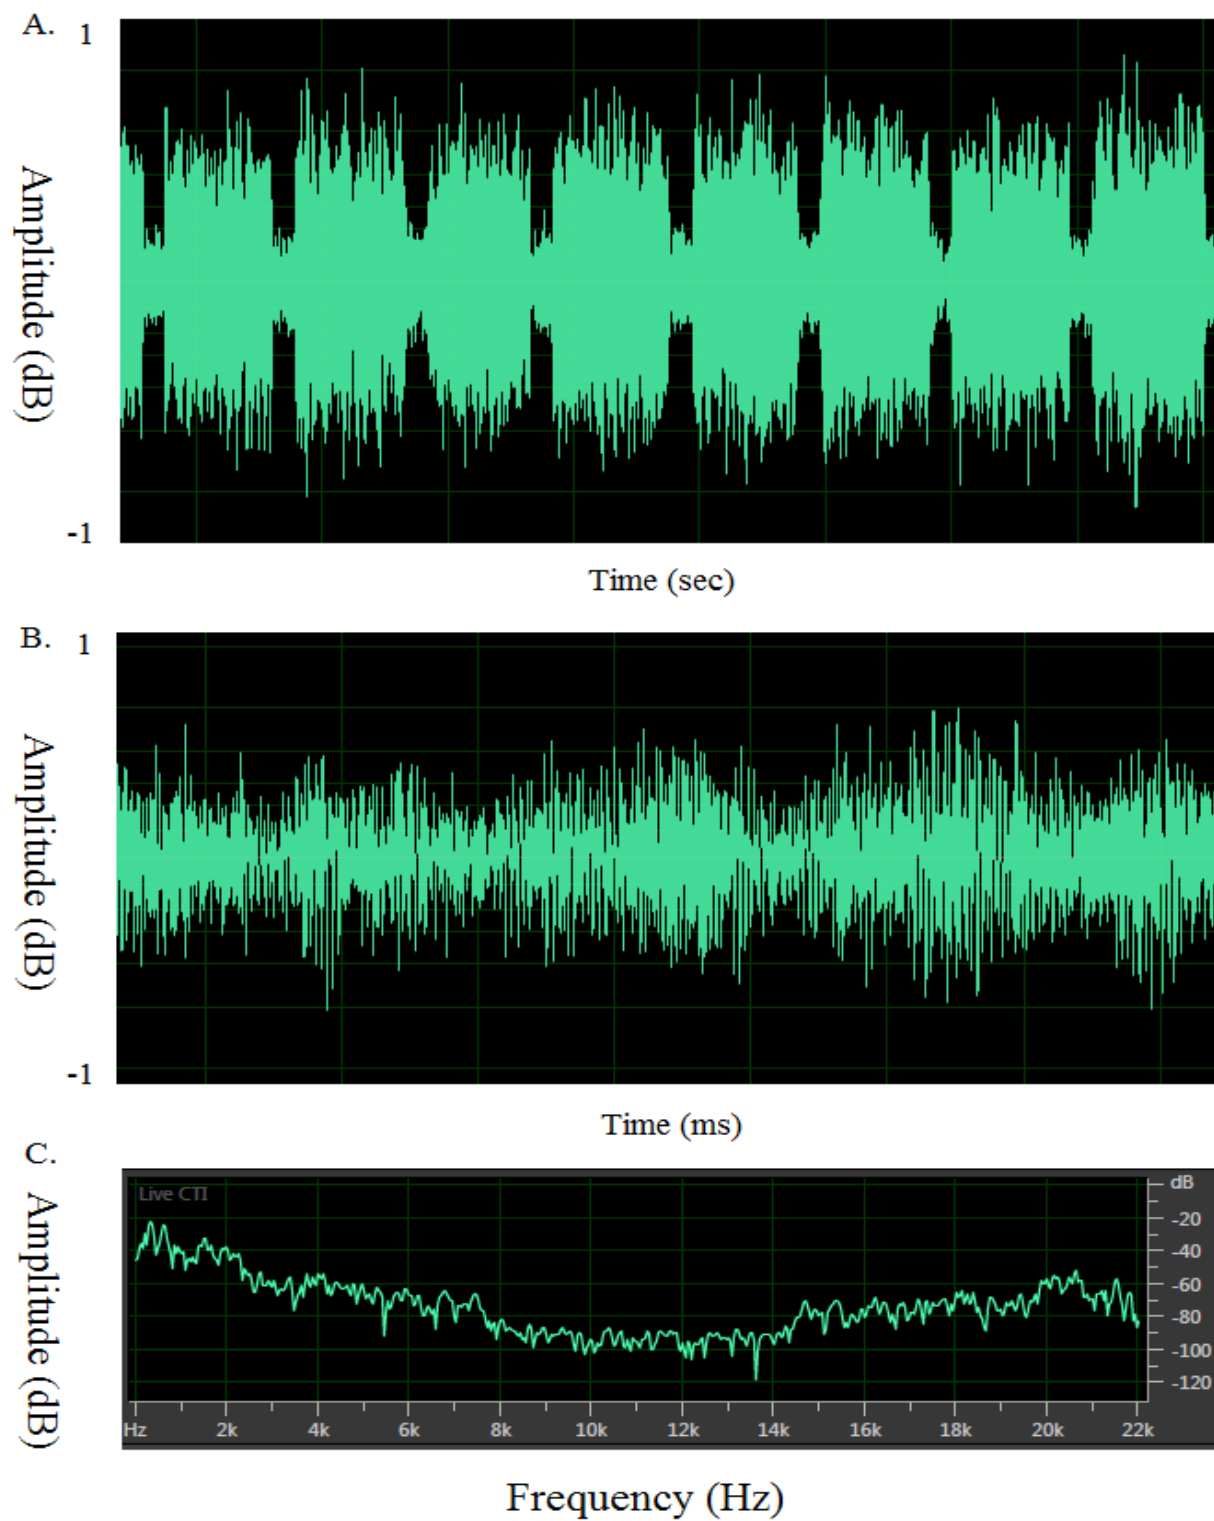 A.
1
Amplitude (dB)
-1
Time (sec)
B.
1
Amplitude (dB)
-1
Time (ms)
C.
Amplitude (dB)
Live CTI
dB
-20
-40
-60
-80
-100
-120
Hz 2k 4k 6k 8k 10k 12k 14k 16k 18k 20k 22k
Frequency (Hz)